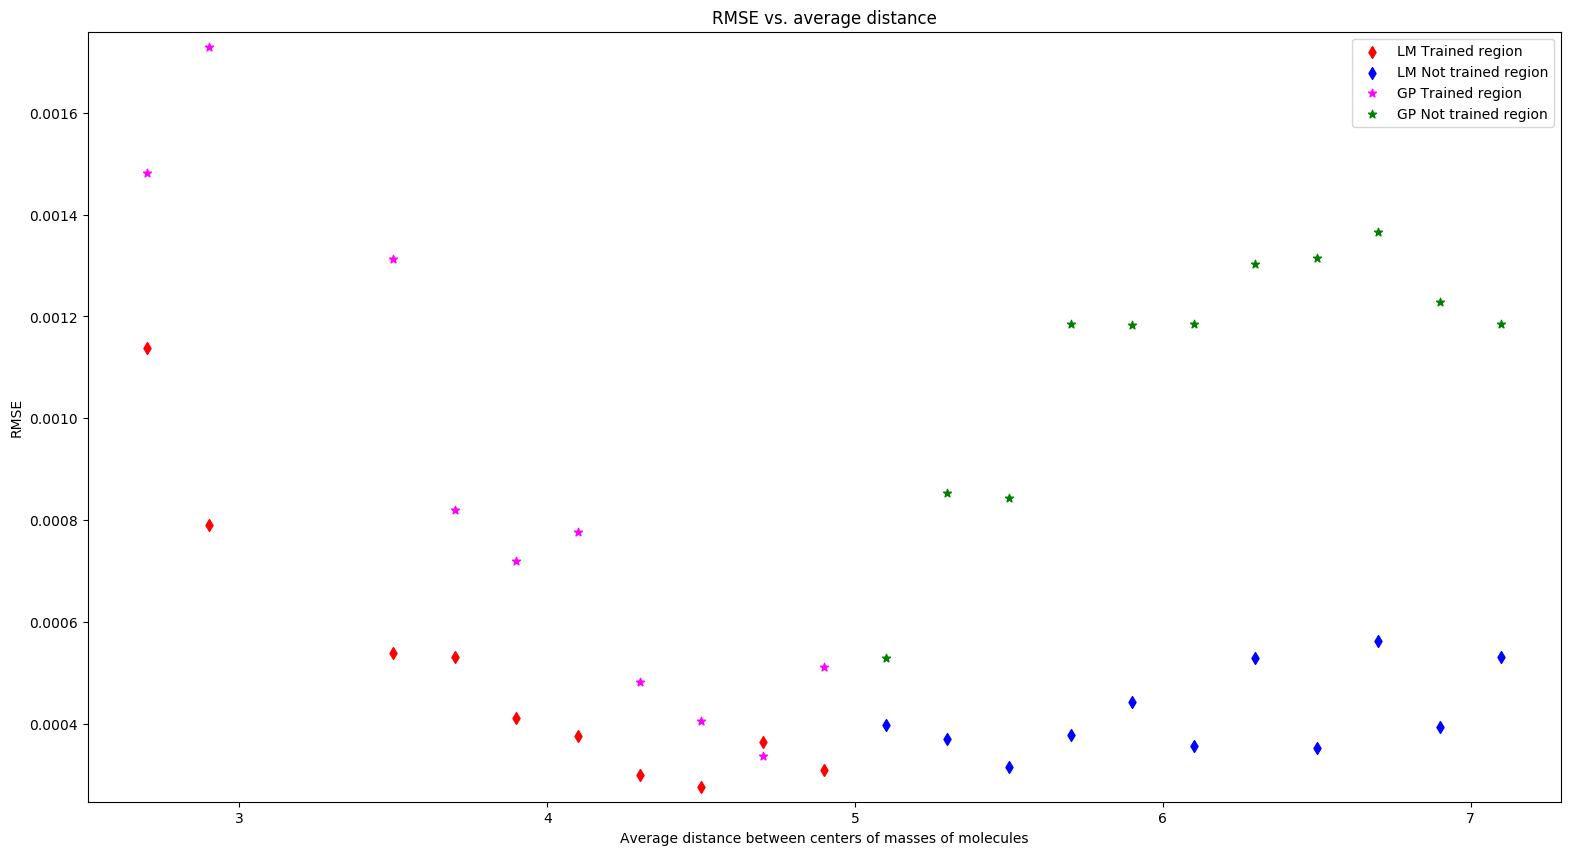 RMSE vs. average distance
LM Trained region
LM Not trained region
GP Trained region
GP Not trained region
0.0016
0.0014
0.0012
0.0010
0.0008
0.0006
0.0004
RMSE
3
4
5
6
7
Average distance between centers of masses of molecules